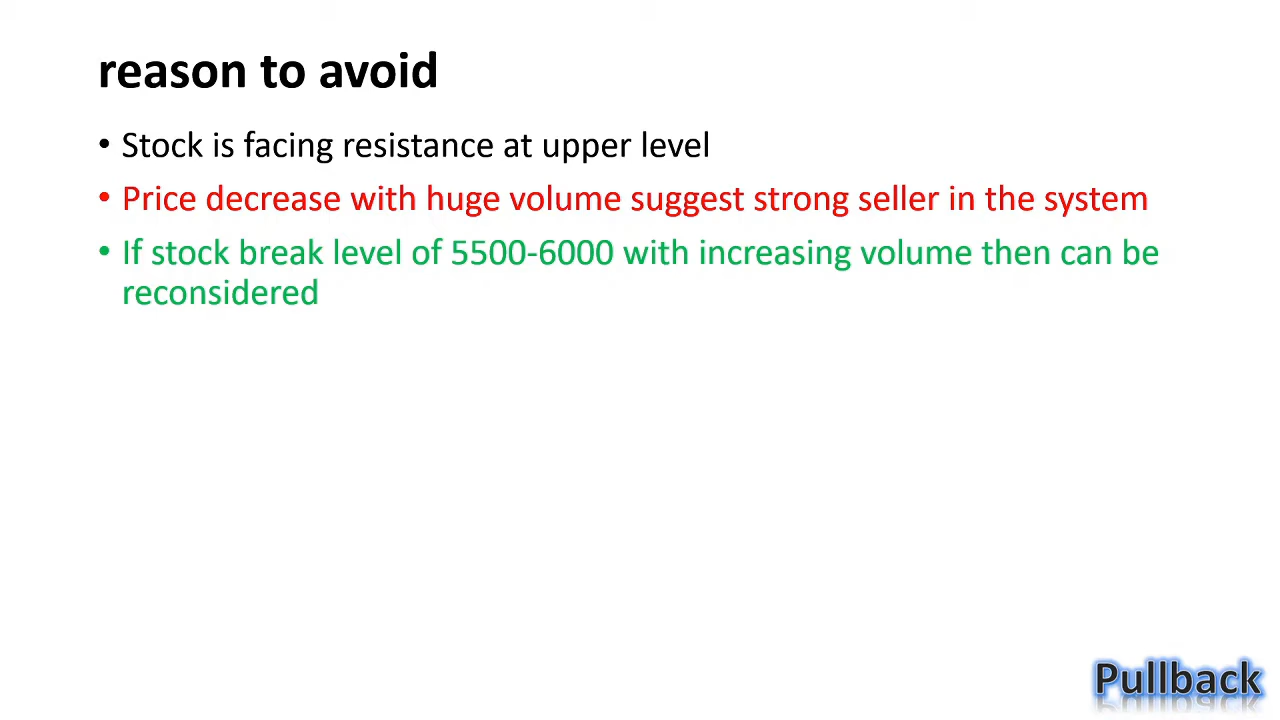 reason to avoid
• Stock is facing resistance at upper level
• Price decrease with huge volume suggest strong seller in the system
• If stock break level of 5500-6000 with increasing volume then can be
reconsidered
Pullback